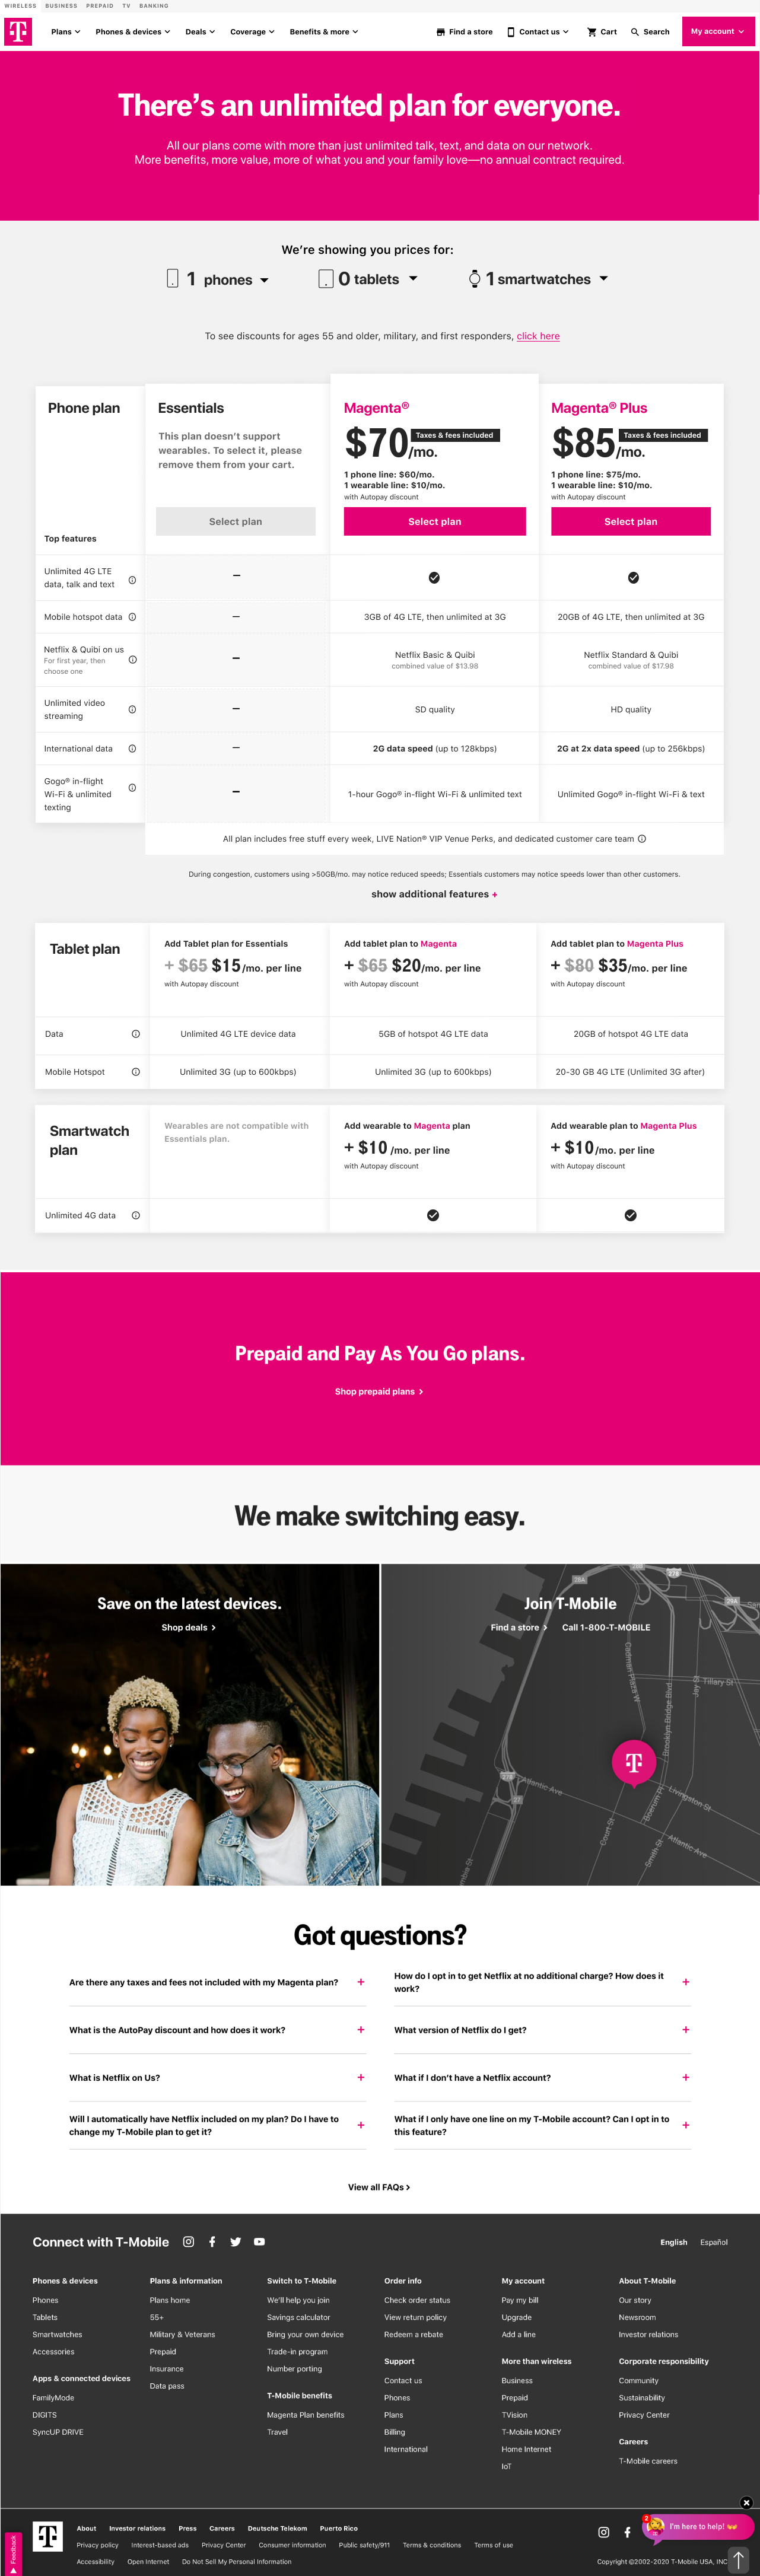 WIRELESS BUSINESS PREPAID TV BANKING
Plans Phones & devices Deals Coverage Benefits & more Find a store Contact us Cart Search My account
There’s an unlimited plan for everyone.
All our plans come with more than just unlimited talk, text, and data on our network.
More benefits, more value, more of what you and your family love—no annual contract required.
We’re showing you prices for:
1 phones 0 tablets 1 smartwatches
To see discounts for ages 55 and older, military, and first responders, click here
Phone plan
Top features
Essentials
This plan doesn’t support
wearables. To select it, please
remove them from your cart.
Select plan
Magenta®
$70/mo. Taxes & fees included
1 phone line: $60/mo.
1 wearable line: $10/mo.
with Autopay discount
Select plan
Magenta® Plus
$85/mo. Taxes & fees included
1 phone line: $75/mo.
1 wearable line: $10/mo.
with Autopay discount
Select plan
Unlimited 4G LTE
data, talk and text
–
Mobile hotspot data – 3GB of 4G LTE, then unlimited at 3G 20GB of 4G LTE, then unlimited at 3G
Netflix & Quibi on us
For first year, then
choose one
–
Netflix Basic & Quibi
combined value of $13.98
Netflix Standard & Quibi
combined value of $17.98
Unlimited video
streaming
– SD quality HD quality
International data – 2G data speed (up to 128kbps) 2G at 2x data speed (up to 256kbps)
Gogo® in-flight
Wi-Fi & unlimited
texting
– 1-hour Gogo® in-flight Wi-Fi & unlimited text Unlimited Gogo® in-flight Wi-Fi & text
All plan includes free stuff every week, LIVE Nation® VIP Venue Perks, and dedicated customer care team
During congestion, customers using >50GB/mo. may notice reduced speeds; Essentials customers may notice speeds lower than other customers.
show additional features +
Tablet plan
Add Tablet plan for Essentials
+ $65 $15/mo. per line
with Autopay discount
Add tablet plan to Magenta
+ $65 $20/mo. per line
with Autopay discount
Add tablet plan to Magenta Plus
+ $80 $35/mo. per line
with Autopay discount
Data Unlimited 4G LTE device data 5GB of hotspot 4G LTE data 20GB of hotspot 4G LTE data
Mobile Hotspot Unlimited 3G (up to 600kbps) Unlimited 3G (up to 600kbps) 20-30 GB 4G LTE (Unlimited 3G after)
Smartwatch
plan
Wearables are not compatible with
Essentials plan.
Add wearable to Magenta plan
+ $10 /mo. per line
with Autopay discount
Add wearable plan to Magenta Plus
+ $10/mo. per line
with Autopay discount
Unlimited 4G data
Prepaid and Pay As You Go plans.
Shop prepaid plans
We make switching easy.
Save on the latest devices.
Shop deals
Join T-Mobile
Find a store Call 1-800-T-MOBILE
28A
278
29A
Cadman Plaza W
Tillary St
Jay St
Brooklyn Bridge Blvd
T
278
27
Atlantic Ave
Livingston St
Boerum Pl
Court St
Smith St
Atlantic Ave
Got questions?
Are there any taxes and fees not included with my Magenta plan? +
How do I opt in to get Netflix at no additional charge? How does it
work? +
What is the AutoPay discount and how does it work? +
What version of Netflix do I get? +
What is Netflix on Us? +
What if I don’t have a Netflix account? +
Will I automatically have Netflix included on my plan? Do I have to
change my T-Mobile plan to get it? +
What if I only have one line on my T-Mobile account? Can I opt in to
this feature? +
View all FAQs
Connect with T-Mobile English Español
Phones & devices
Phones
Tablets
Smartwatches
Accessories
Apps & connected devices
FamilyMode
DIGITS
SyncUP DRIVE
Plans & information
Plans home
55+
Military & Veterans
Prepaid
Insurance
Data pass
Switch to T-Mobile
We’ll help you join
Savings calculator
Bring your own device
Trade-in program
Number porting
T-Mobile benefits
Magenta Plan benefits
Travel
Order info
Check order status
View return policy
Redeem a rebate
Support
Contact us
Phones
Plans
Billing
International
My account
Pay my bill
Upgrade
Add a line
More than wireless
Business
Prepaid
TVision
T-Mobile MONEY
Home Internet
IoT
About T-Mobile
Our story
Newsroom
Investor relations
Corporate responsibility
Community
Sustainability
Privacy Center
Careers
T-Mobile careers
Feedback
T
About Investor relations Press Careers Deutsche Telekom Puerto Rico
Privacy policy Interest-based ads Privacy Center Consumer information Public safety/911 Terms & conditions Terms of use
Accessibility Open Internet Do Not Sell My Personal Information
2
I'm here to help!
Copyright ©2002-2020 T-Mobile USA, INC